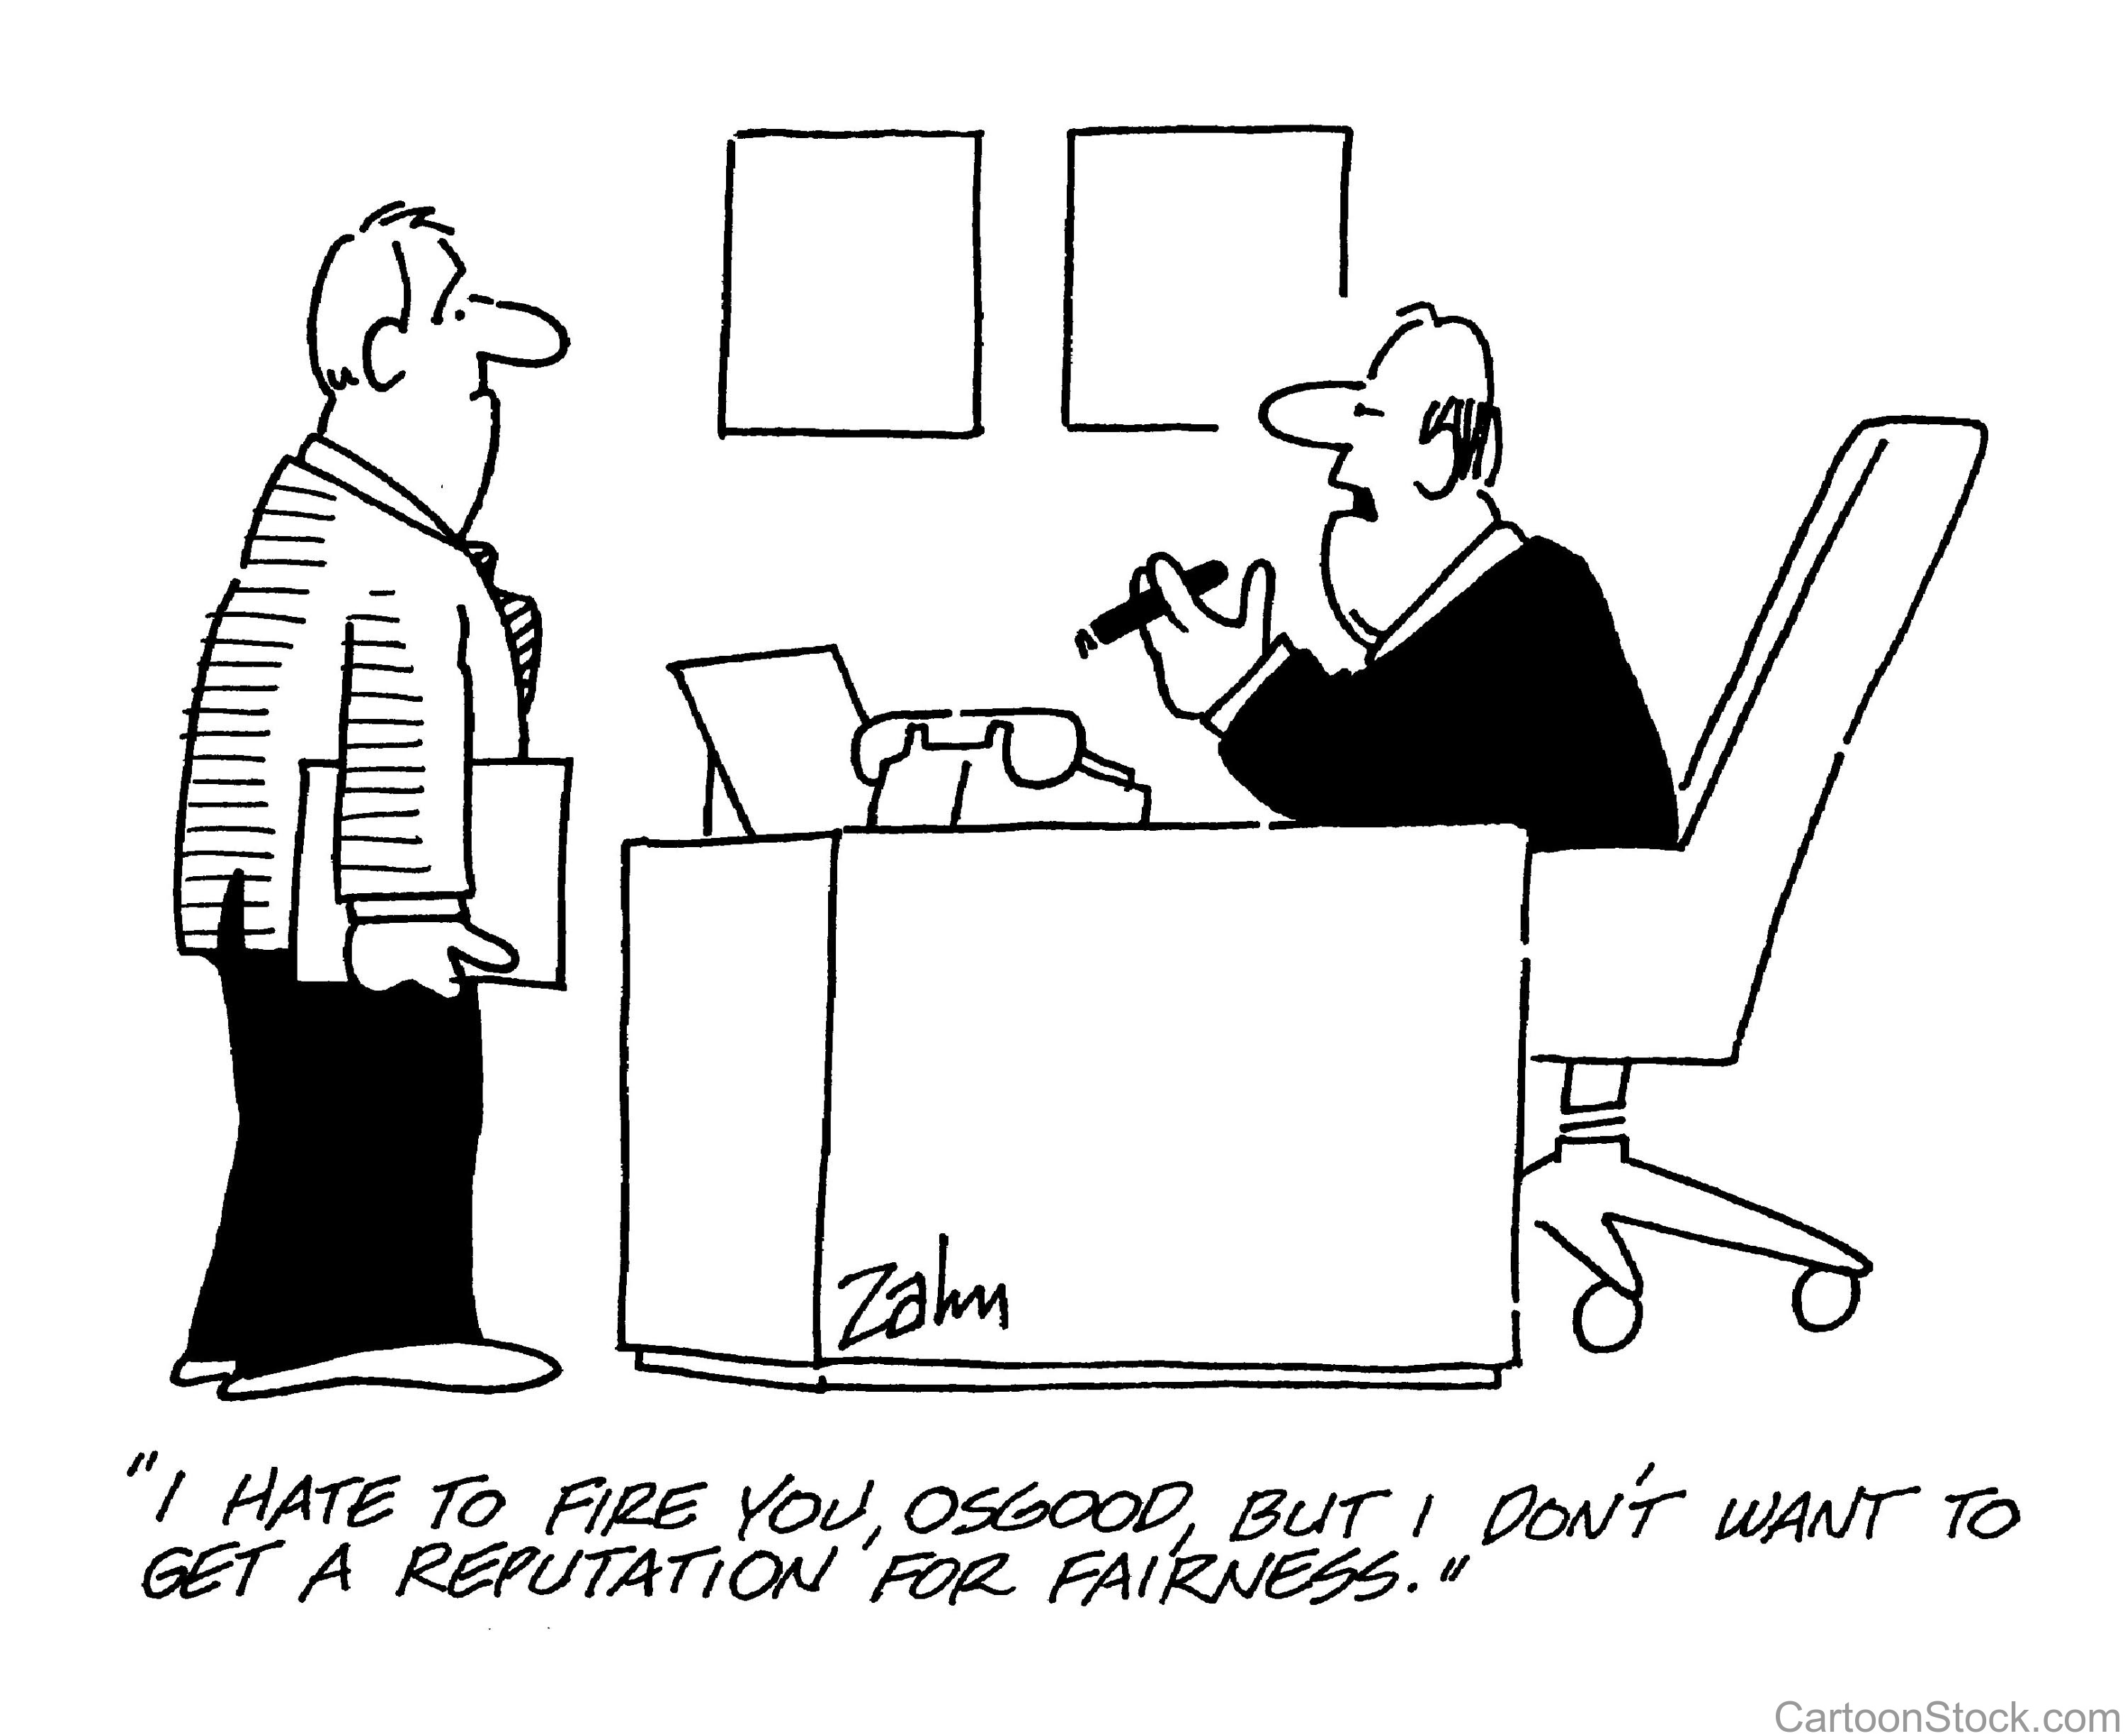 Zahn
"I HATE TO FIRE YOU, OSGOOD, BUT I DON'T WANT TO
GET A REPUTATION FOR FAIRNESS."
CartoonStock.com